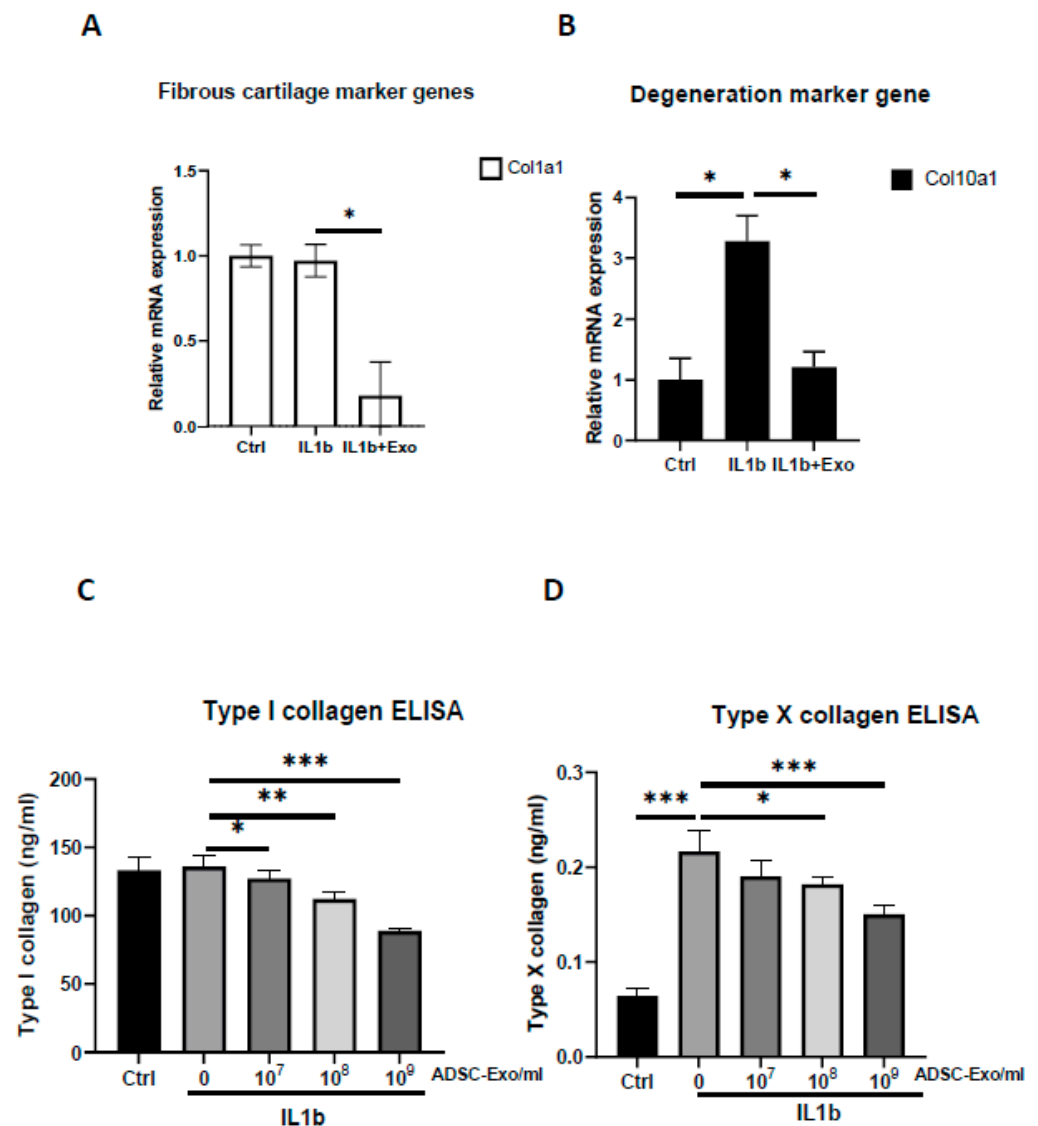 A
Fibrous cartilage marker genes
Col1a1
*
Relative mRNA expression
1.5
1.0
0.5
0.0
Ctrl IL1b IL1b+Exo
B
Degeneration marker gene
Col10a1
* *
Relative mRNA expression
4
3
2
1
0
Ctrl IL1b IL1b+Exo
C
Type I collagen ELISA
***
**
*
Type I collagen (ng/ml)
200
150
100
50
0
Ctrl 0 10⁷ 10⁸ 10⁹ ADSC-Exo/ml
IL1b
D
Type X collagen ELISA
***
*** *
Type X collagen (ng/ml)
0.3
0.2
0.1
0.0
Ctrl 0 10⁷ 10⁸ 10⁹ ADSC-Exo/ml
IL1b